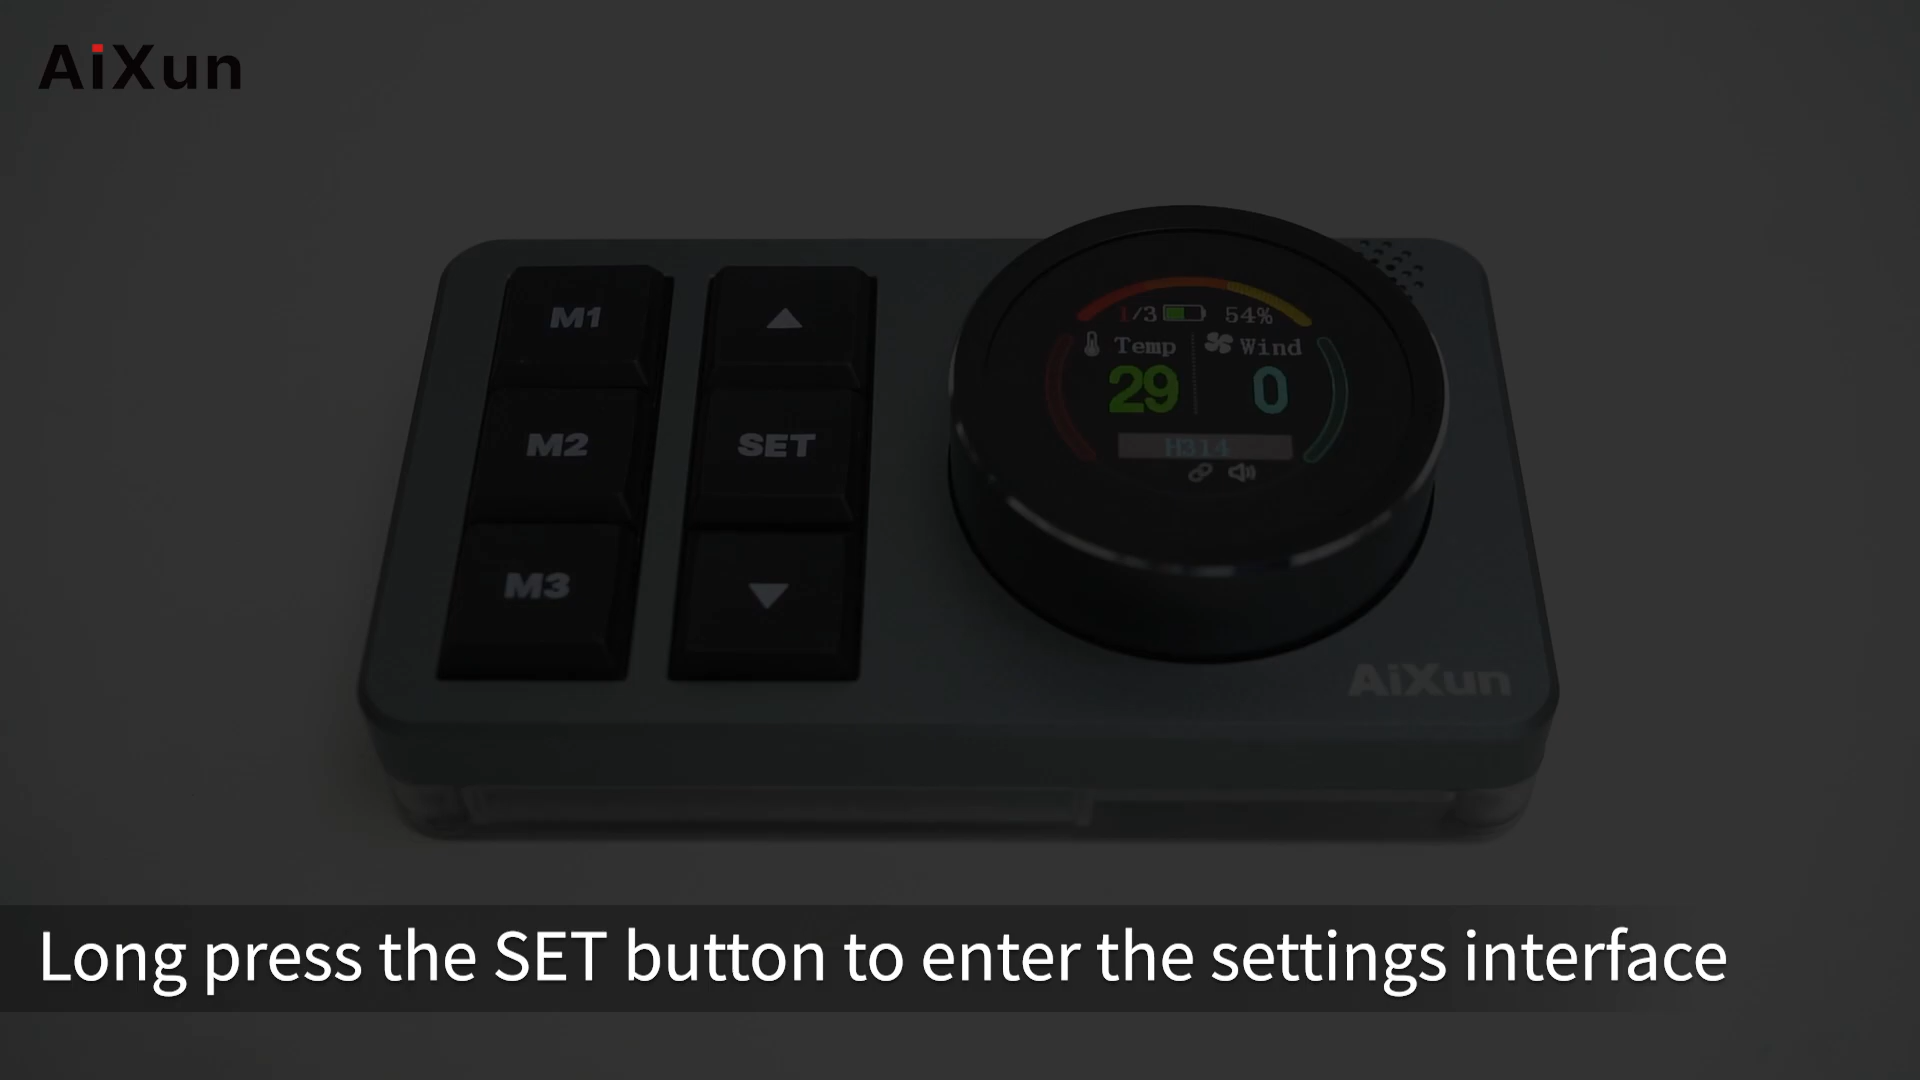 AiXun
M1
M2
M3
SET
1/3 54%
Temp Wind
29 0
H314
AiXun
Long press the SET button to enter the settings interface